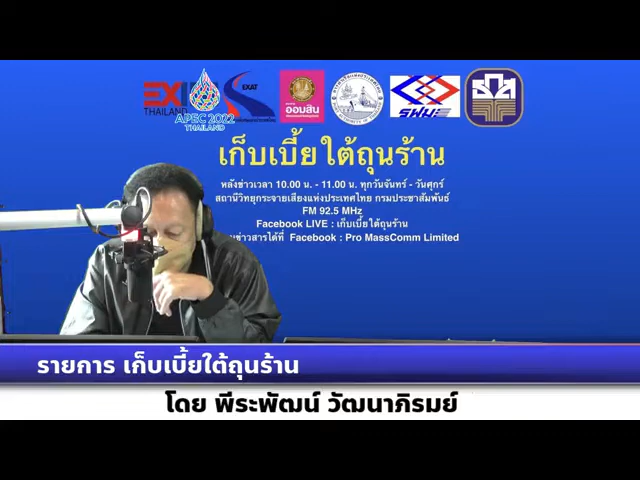 EXIM
THAILAND
APEC 2022
THAILAND
EXAT
ออมสิน
รฟม
ธกส
เก็บเบี้ยใต้ถุนร้าน
หลังข่าวเวลา 10.00 น. - 11.00 น. ทุกวันจันทร์ - วันศุกร์
สถานีวิทยุกระจายเสียงแห่งประเทศไทย กรมประชาสัมพันธ์
FM 92.5 MHz
Facebook LIVE : เก็บเบี้ยใต้ถุนร้าน
ข่าวสารได้ที่ Facebook : Pro MassComm Limited
รายการ เก็บเบี้ยใต้ถุนร้าน
โดย พีระพัฒน์ วัฒนาภิรมย์